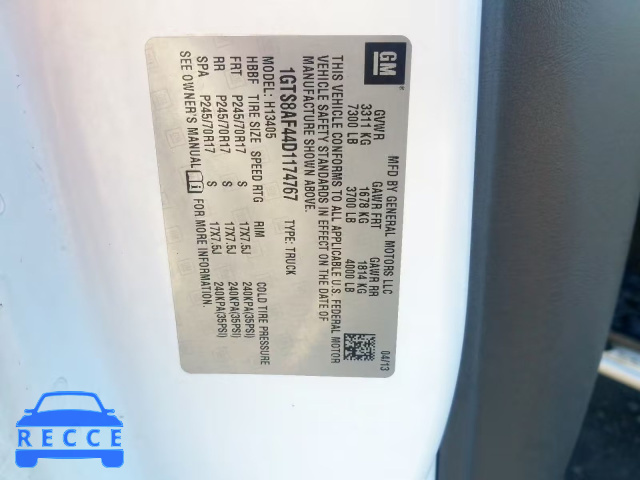 GM
MFD BY GENERAL MOTORS LLC
04/13
GVWR GAWR FRT GAWR RR
3311 KG 1678 KG 1814 KG
7300 LB 3700 LB 4000 LB
THIS VEHICLE CONFORMS TO ALL APPLICABLE U.S. FEDERAL MOTOR
VEHICLE SAFETY STANDARDS IN EFFECT ON THE DATE OF
MANUFACTURE SHOWN ABOVE.
1GTS8AF44D1174767 TYPE: TRUCK
MODEL: H13405
HBBF TIRE SIZE SPEED RTG RIM COLD TIRE PRESSURE
FRT P245/70R17 S 17X7.5J 240KPA(35PSI)
RR P245/70R17 S 17X7.5J 240KPA(35PSI)
SPA P245/70R17 S 17X7.5J 240KPA(35PSI)
SEE OWNER'S MANUAL FOR MORE INFORMATION.
RECCE